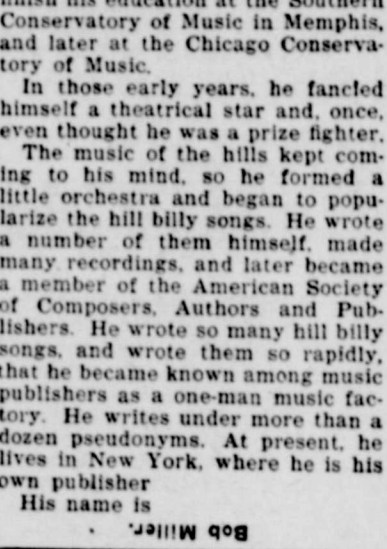 finish his education at the Southern
Conservatory of Music in Memphis,
and later at the Chicago Conserva-
tory of Music.
In those early years, he fancied
himself a theatrical star and, once,
even thought he was a prize fighter.
The music of the hills kept com-
ing to his mind, so he formed a
little orchestra and began to popu-
larize the hill billy songs. He wrote
a number of them himself, made
many recordings, and later became
a member of the American Society
of Composers, Authors and Pub-
lishers. He wrote so many hill billy
songs, and wrote them so rapidly,
that he became known among music
publishers as a one-man music fac-
tory. He writes under more than a
dozen pseudonyms. At present, he
lives in New York, where he is his
own publisher
His name is
Bob Miller.